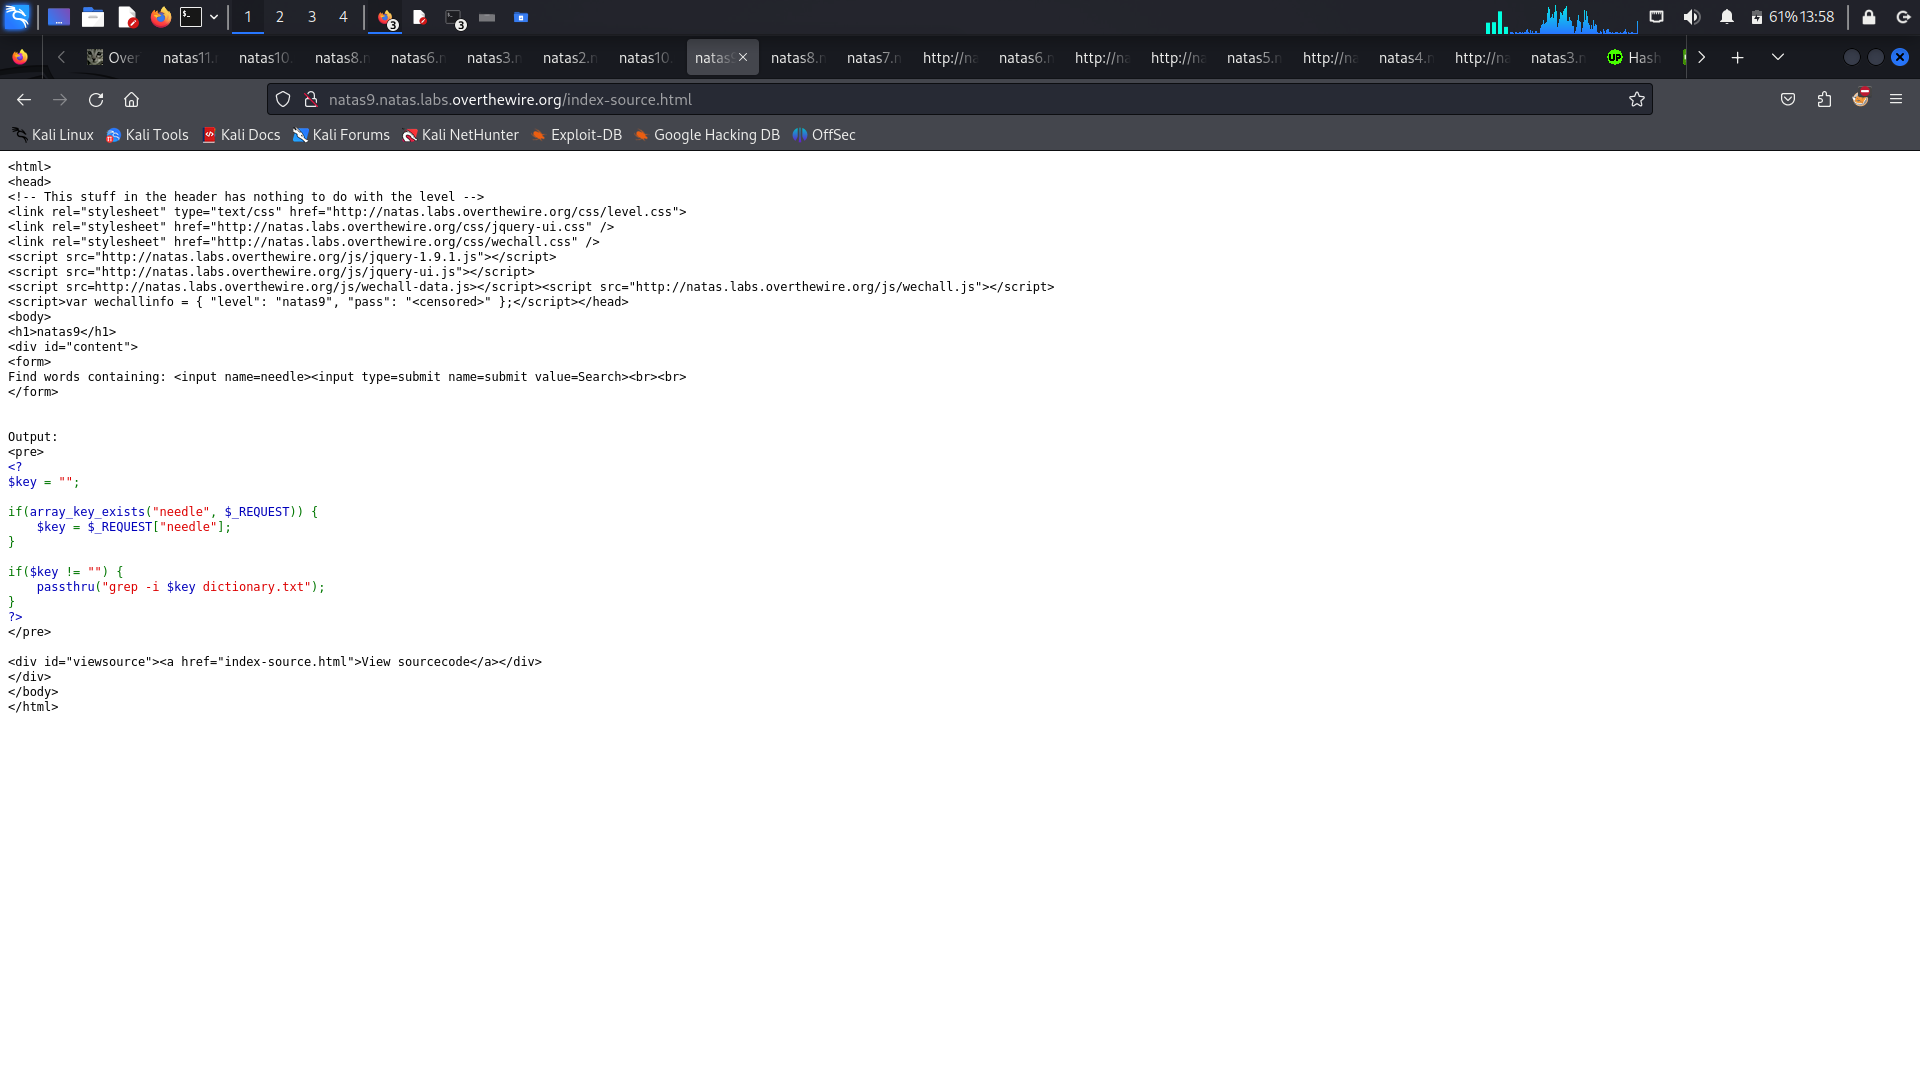 1 2 3 4 3 3 61% 13:58
Over natas11.n natas10. natas8.n natas6.n natas3.n natas2.n natas10. natas9 natas8.n natas7.n http://na natas6.n http://na http://na natas5.n http://na natas4.n http://na natas3.n Hash
natas9.natas.labs.overthewire.org/index-source.html
Kali Linux Kali Tools Kali Docs Kali Forums Kali NetHunter Exploit-DB Google Hacking DB OffSec
<html>
<head>
<!-- This stuff in the header has nothing to do with the level -->
<link rel="stylesheet" type="text/css" href="http://natas.labs.overthewire.org/css/level.css">
<link rel="stylesheet" href="http://natas.labs.overthewire.org/css/jquery-ui.css" />
<link rel="stylesheet" href="http://natas.labs.overthewire.org/css/wechall.css" />
<script src="http://natas.labs.overthewire.org/js/jquery-1.9.1.js"></script>
<script src="http://natas.labs.overthewire.org/js/jquery-ui.js"></script>
<script src=http://natas.labs.overthewire.org/js/wechall-data.js></script><script src="http://natas.labs.overthewire.org/js/wechall.js"></script>
<script>var wechallinfo = { "level": "natas9", "pass": "<censored>" };</script></head>
<body>
<h1>natas9</h1>
<div id="content">
<form>
Find words containing: <input name=needle><input type=submit name=submit value=Search><br><br>
</form>
Output:
<pre>
<?
$key = "";
if(array_key_exists("needle", $_REQUEST)) {
    $key = $_REQUEST["needle"];
}
if($key != "") {
    passthru("grep -i $key dictionary.txt");
}
?>
</pre>
<div id="viewsource"><a href="index-source.html">View sourcecode</a></div>
</div>
</body>
</html>